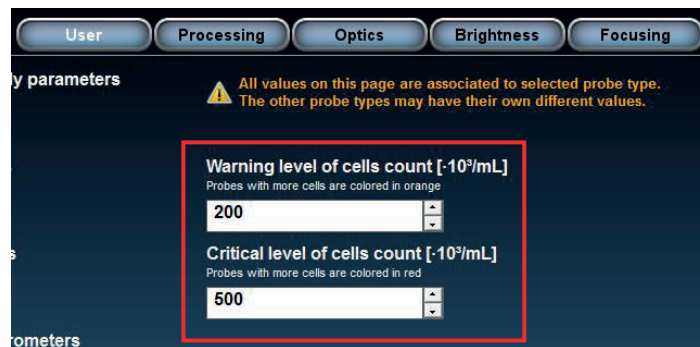 User Processing Optics Brightness Focusing
ly parameters
All values on this page are associated to selected probe type.
The other probe types may have their own different values.
Warning level of cells count [·10³/mL]
Probes with more cells are colored in orange
200
s
Critical level of cells count [·10³/mL]
Probes with more cells are colored in red
500
rometers